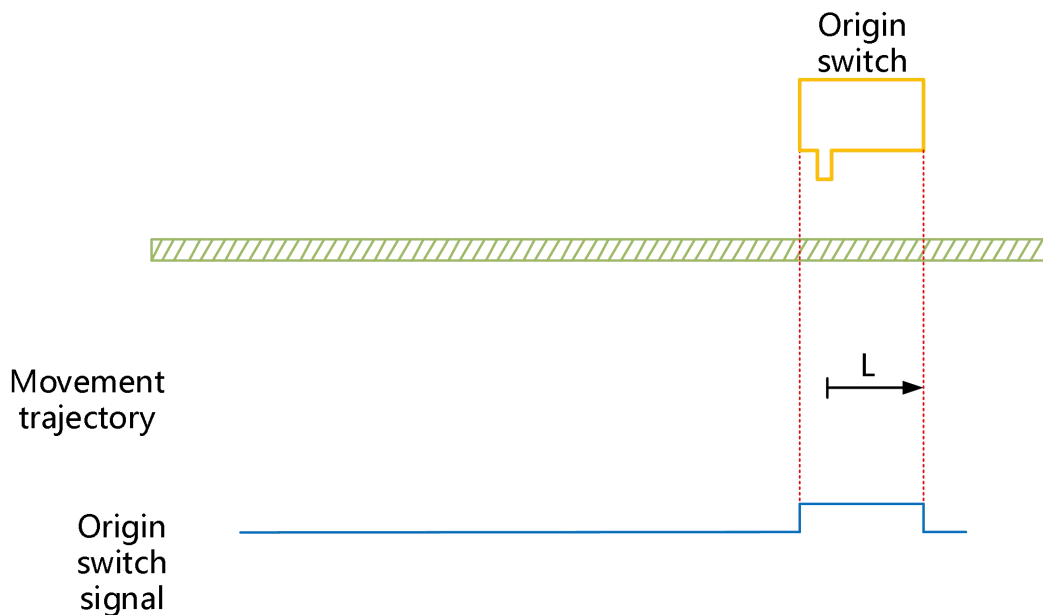 Origin
switch
L
Movement
trajectory
Origin
switch
signal